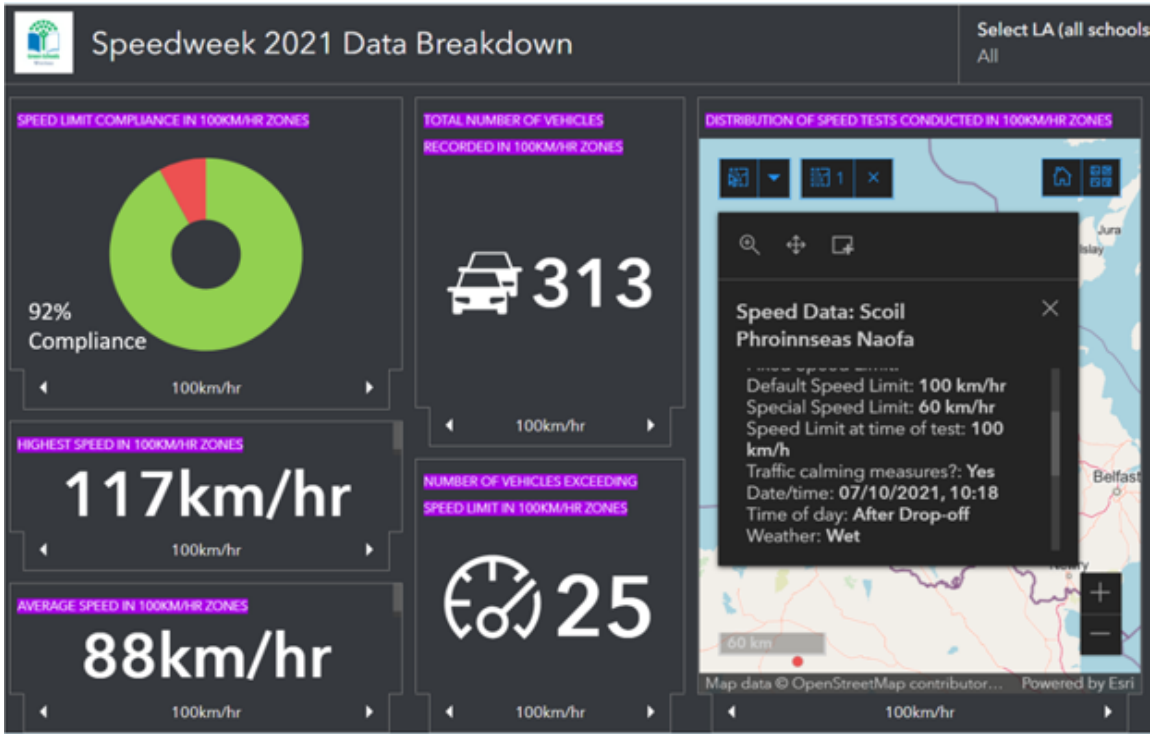 Speedweek 2021 Data Breakdown
Select LA (all schools
All
SPEED LIMIT COMPLIANCE IN 100KM/HR ZONES
92%
Compliance
100km/hr
HIGHEST SPEED IN 100KM/HR ZONES
117km/hr
100km/hr
AVERAGE SPEED IN 100KM/HR ZONES
88km/hr
100km/hr
TOTAL NUMBER OF VEHICLES
RECORDED IN 100KM/HR ZONES
313
100km/hr
NUMBER OF VEHICLES EXCEEDING
SPEED LIMIT IN 100KM/HR ZONES
25
100km/hr
DISTRIBUTION OF SPEED TESTS CONDUCTED IN 100KM/HR ZONES
1
Jura
Islay
Speed Data: Scoil
Phroinnseas Naofa
Default Speed Limit: 100 km/hr
Special Speed Limit: 60 km/hr
Speed Limit at time of test: 100
km/h
Traffic calming measures?: Yes
Date/time: 07/10/2021, 10:18
Time of day: After Drop-off
Weather: Wet
Belfast
Newry
60 km
Map data © OpenStreetMap contributor... Powered by Esri
100km/hr